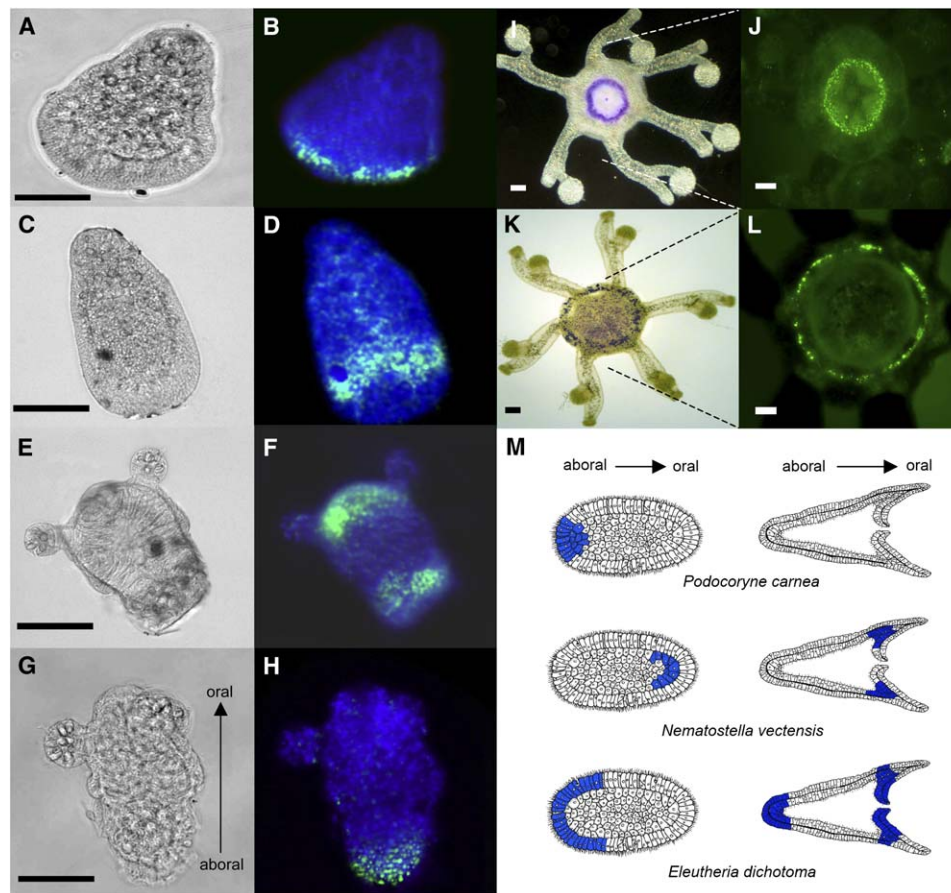 A
B
I
J
C
D
K
L
E
F
M
aboral
oral
aboral
oral
Podocoryne carnea
G
oral
aboral
H
Nematostella vectensis
Eleutheria dichotoma